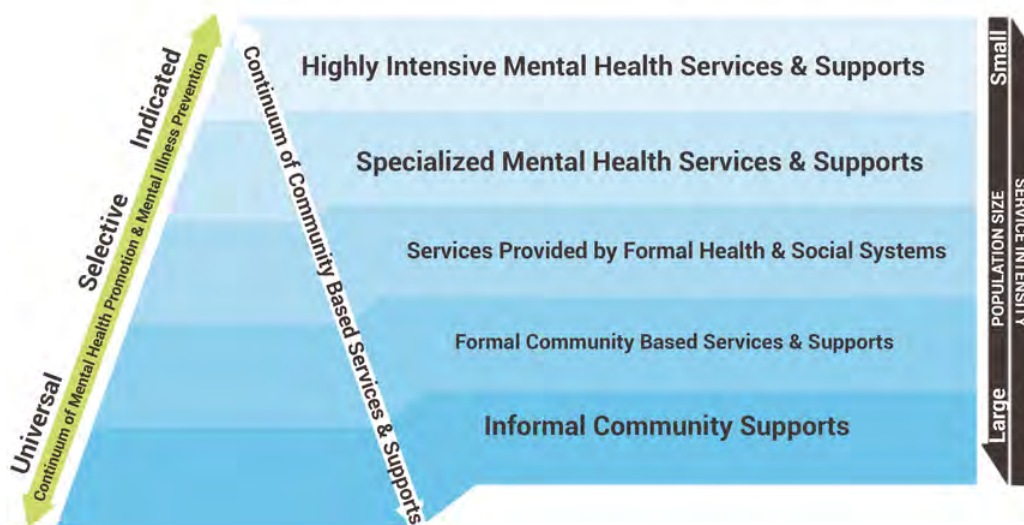 Universal Selective Indicated
Continuum of Mental Health Promotion & Mental Illness Prevention
Continuum of Community Based Services & Supports
Highly Intensive Mental Health Services & Supports
Specialized Mental Health Services & Supports
Services Provided by Formal Health & Social Systems
Formal Community Based Services & Supports
Informal Community Supports
Small
Large
POPULATION SIZE
SERVICE INTENSITY